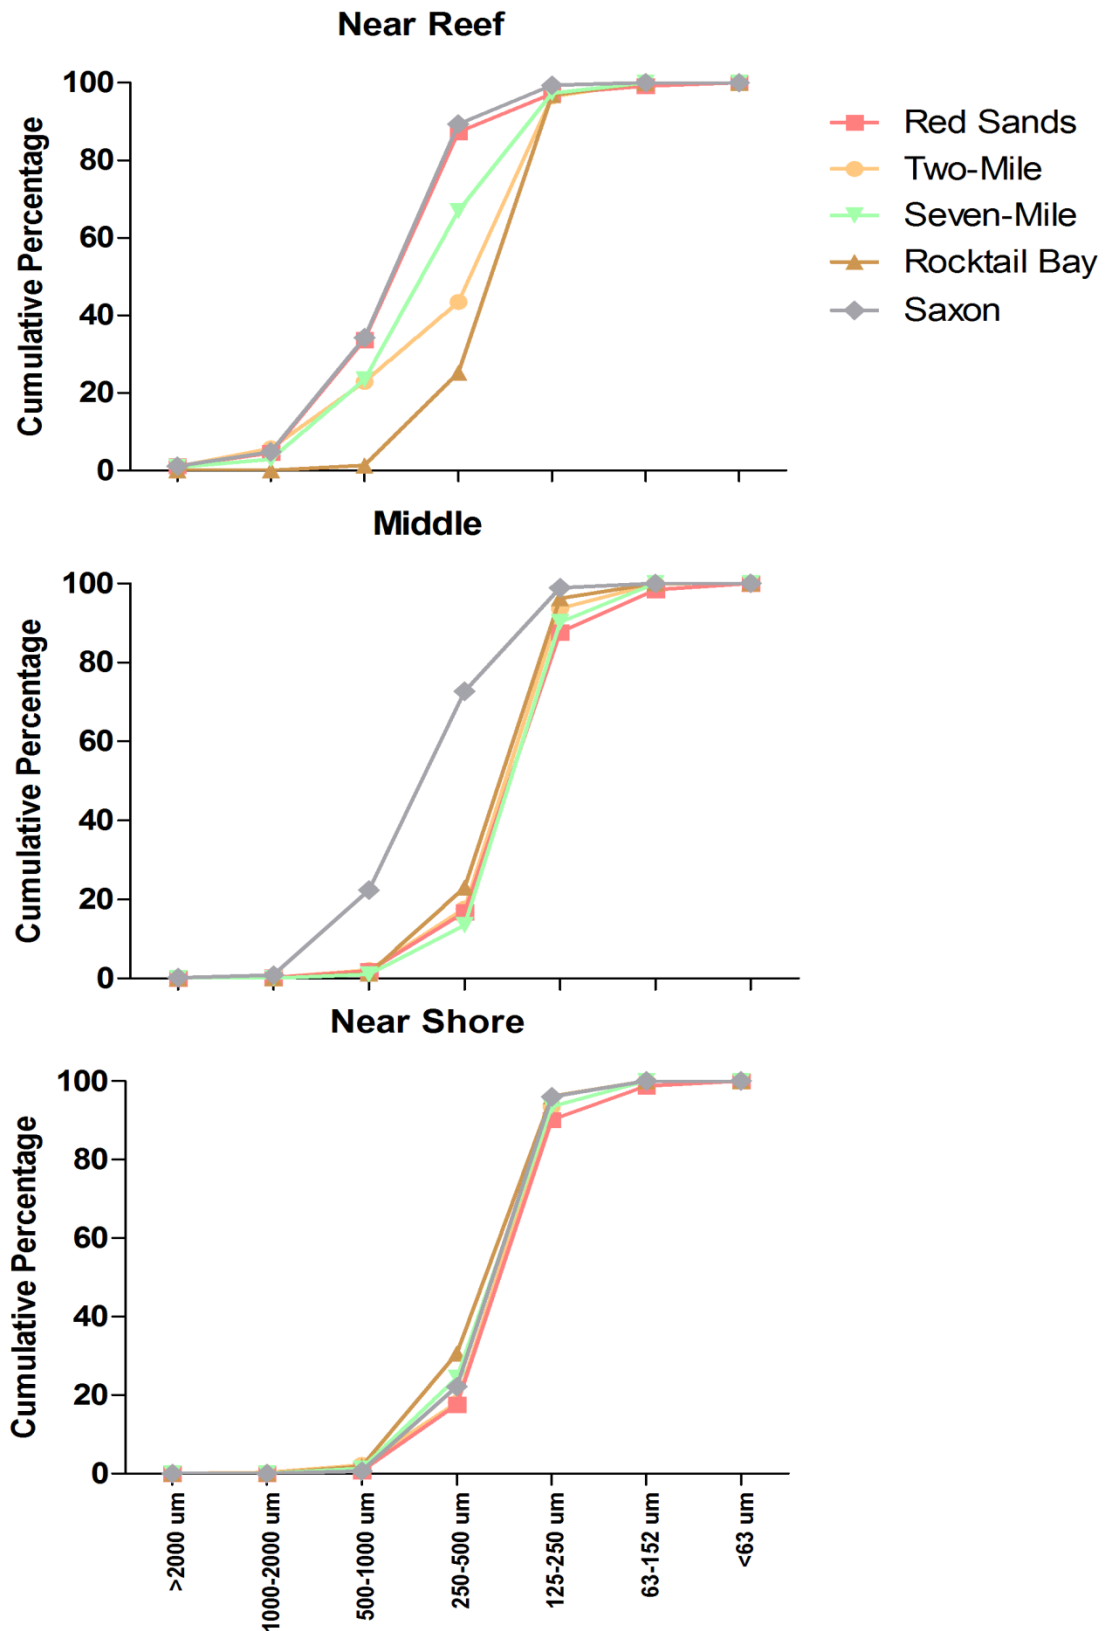 Near Reef
Cumulative Percentage
100
80
60
40
20
0
Red Sands
Two-Mile
Seven-Mile
Rocktail Bay
Saxon
Middle
Cumulative Percentage
100
80
60
40
20
0
Near Shore
Cumulative Percentage
100
80
60
40
20
0
>2000 um
1000-2000 um
500-1000 um
250-500 um
125-250 um
63-152 um
<63 um